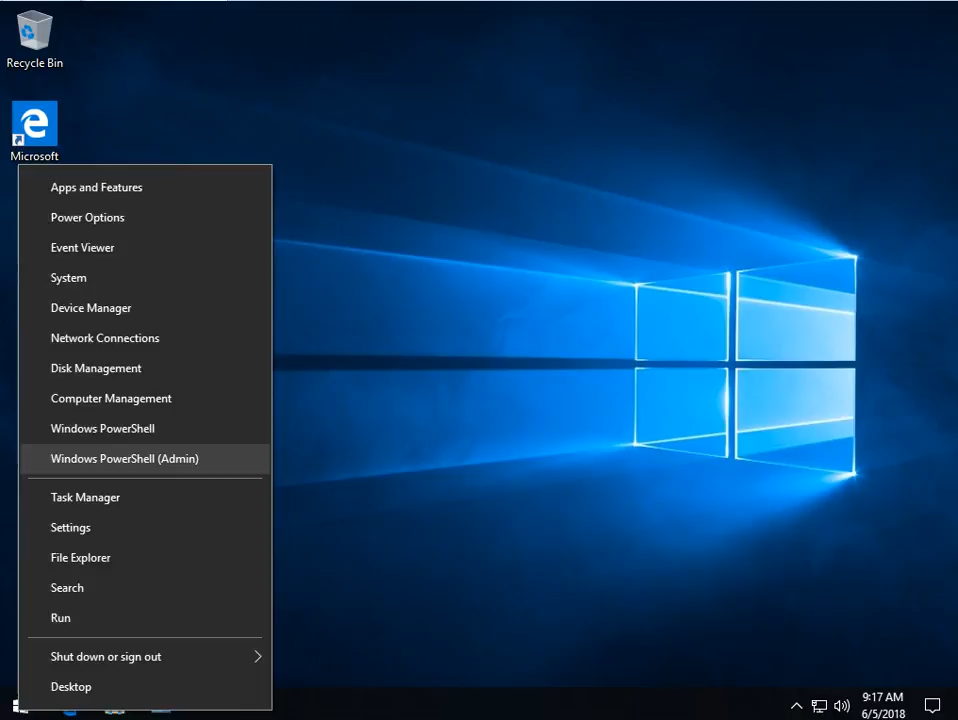 Recycle Bin
Microsoft
Apps and Features
Power Options
Event Viewer
System
Device Manager
Network Connections
Disk Management
Computer Management
Windows PowerShell
Windows PowerShell (Admin)
Task Manager
Settings
File Explorer
Search
Run
Shut down or sign out
Desktop
9:17 AM
6/5/2018